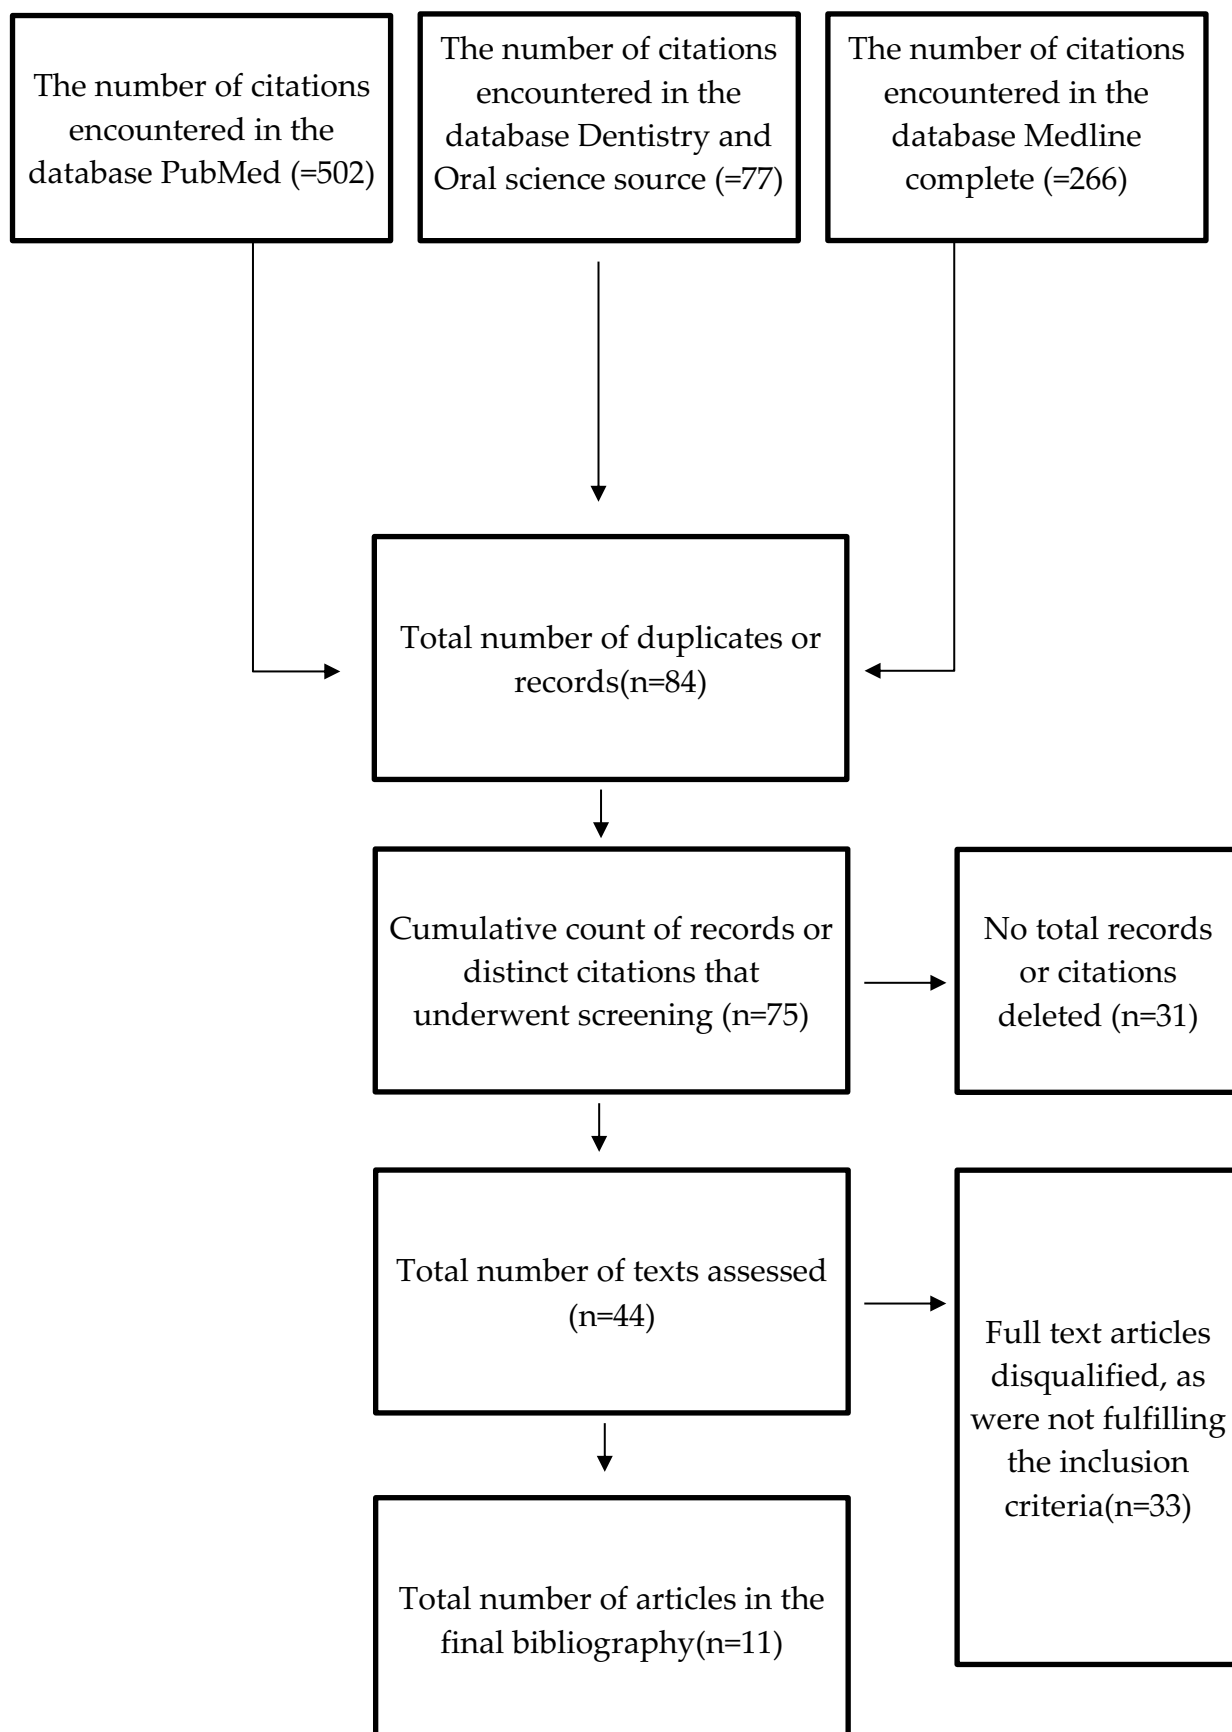 The number of citations
encountered in the
database PubMed (=502)
The number of citations
encountered in the
database Dentistry and
Oral science source (=77)
The number of citations
encountered in the
database Medline
complete (=266)
Total number of duplicates or
records(n=84)
Cumulative count of records or
distinct citations that
underwent screening (n=75)
No total records
or citations
deleted (n=31)
Total number of texts assessed
(n=44)
Full text articles
disqualified, as
were not fulfilling
the inclusion
criteria(n=33)
Total number of articles in the
final bibliography(n=11)